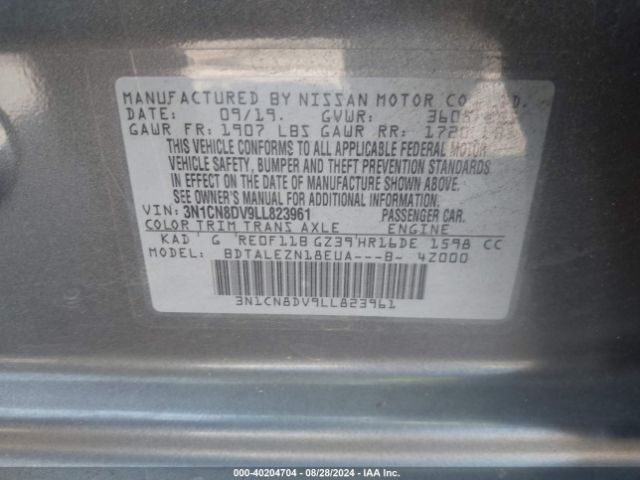 MANUFACTURED BY NISSAN MOTOR CO
DATE: 09/19. GVWR:
GAWR FR: 1907 LBS GAWR RR:
THIS VEHICLE CONFORMS TO ALL APPLICABLE FEDERAL MOTOR
VEHICLE SAFETY, BUMPER AND THEFT PREVENTION STANDARDS
IN EFFECT ON THE DATE OF MANUFACTURE SHOWN ABOVE.
SEE OWNER'S MANUAL FOR ADDITIONAL INFORMATION.
VIN: 3N1CN8DV9LL823961 PASSENGER CAR.
COLOR TRIM TRANS AXLE ENGINE
KAD G RE0F11B GZ39 HR16DE 1598 CC
MODEL: BDTALEZN18EUA---B- 4Z000
3N1CN8DV9LL823961
000-40204704 - 08/28/2024 - IAA Inc.